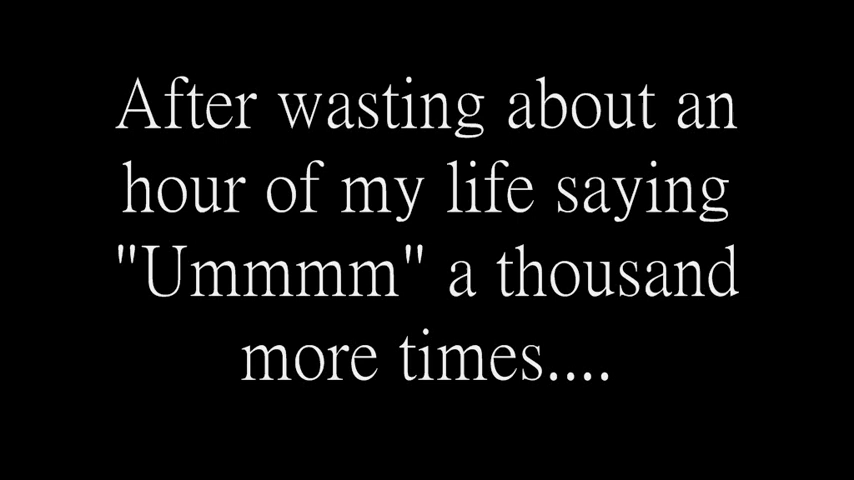 After wasting about an
hour of my life saying
"Ummmm" a thousand
more times....